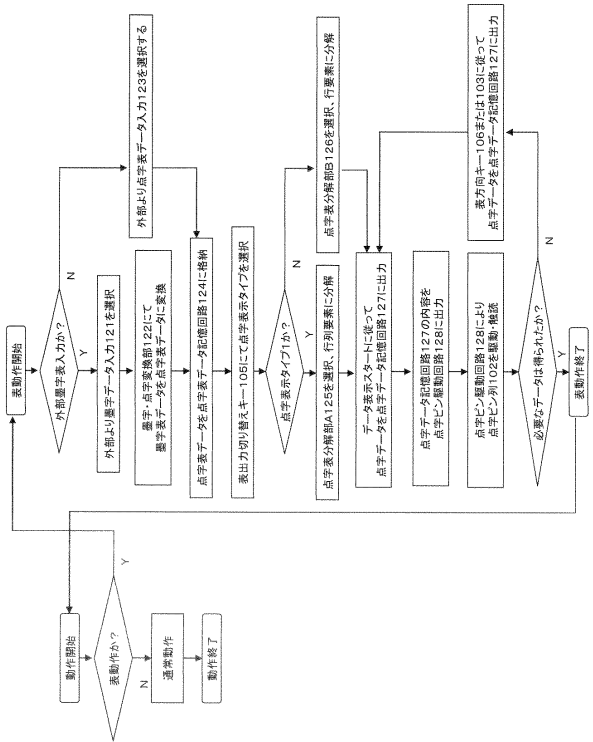 動作開始
表動作か?
Y
N
通常動作
動作終了
表動作開始
外部墨字表入力か?
N
Y
外部より墨字データ入力121を選択
外部より点字表データ入力123を選択する
墨字・点字変換部122にて
墨字表データを点字表データに変換
点字表データを点字表データ記憶回路124に格納
表出力切り替えキー105にて点字表示タイプを選択
点字表示タイプ1か?
N
Y
点字表分解部A125を選択、行列要素に分解
点字表分解部B126を選択、行要素に分解
データ表示スタートに従って
点字データを点字データ記憶回路127に出力
点字データ記憶回路127の内容を
点字ピン駆動回路128に出力
点字ピン駆動回路128により
点字ピン列102を駆動・触読
表方向キー106または103に従って
点字データを点字データ記憶回路127に出力
必要なデータは得られたか?
N
Y
表動作終了